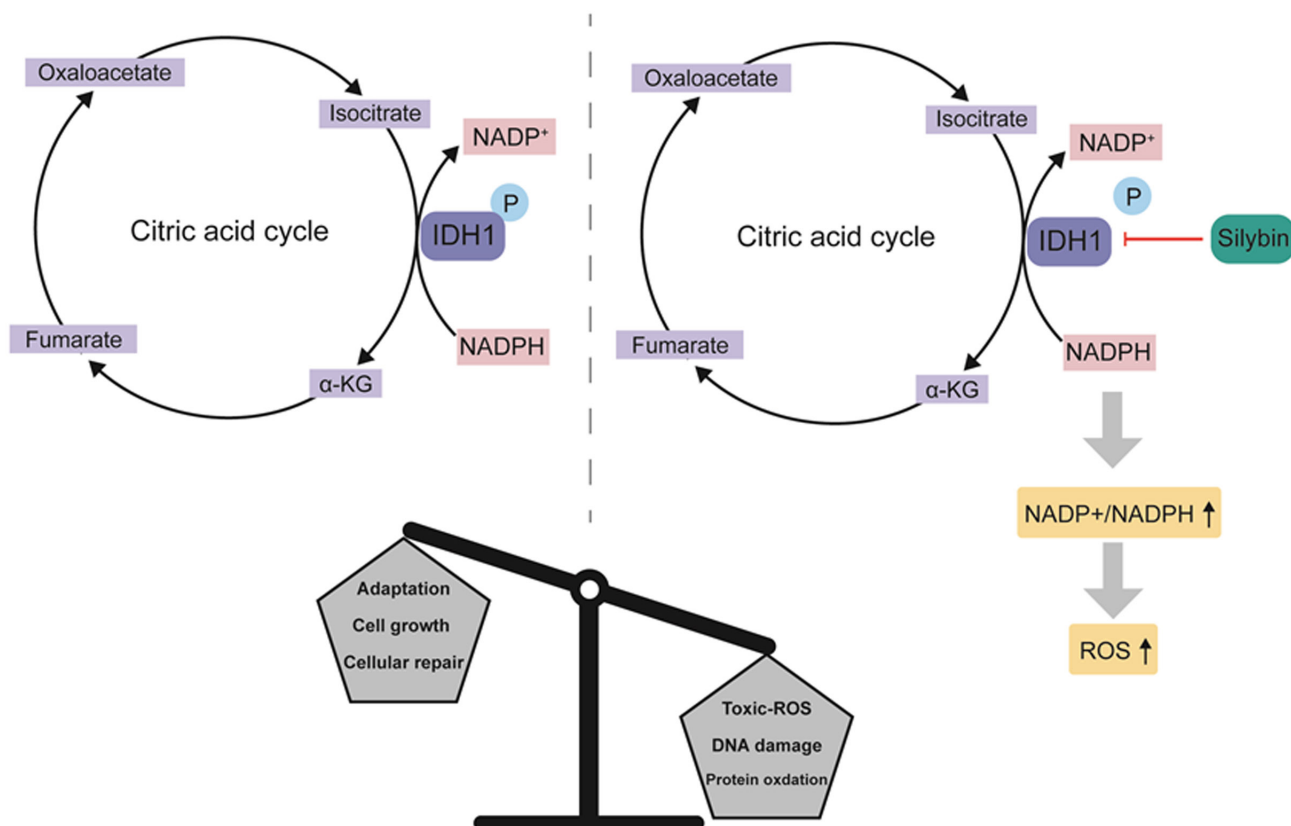 Oxaloacetate
Isocitrate
NADP⁺
P
IDH1
Citric acid cycle
NADPH
α-KG
Fumarate
Oxaloacetate
Isocitrate
NADP⁺
P
IDH1
Silybin
Citric acid cycle
NADPH
α-KG
Fumarate
NADP+/NADPH ↑
ROS ↑
Adaptation
Cell growth
Cellular repair
Toxic-ROS
DNA damage
Protein oxdation